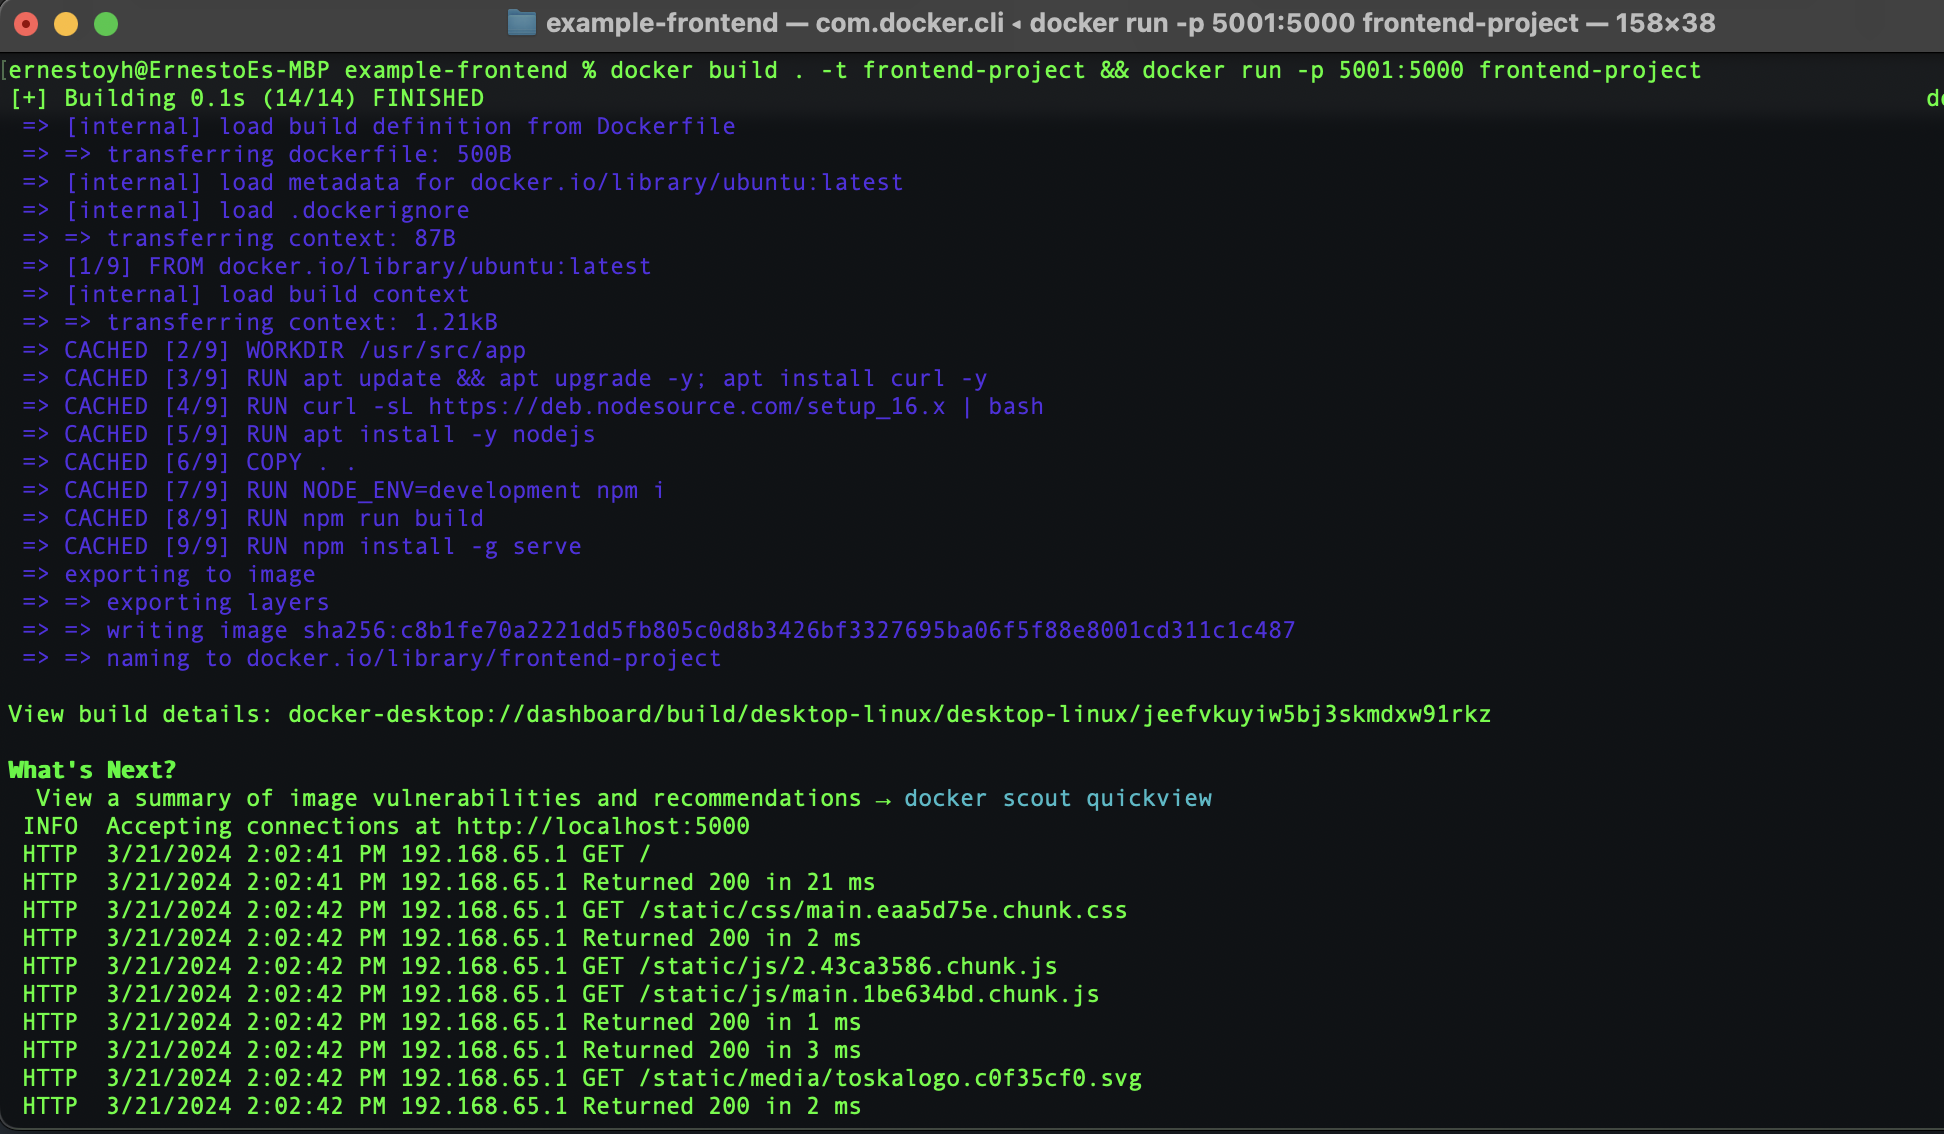 example-frontend — com.docker.cli ◂ docker run -p 5001:5000 frontend-project — 158×38
[ernestoyh@ErnestoEs-MBP example-frontend % docker build . -t frontend-project && docker run -p 5001:5000 frontend-project
[+] Building 0.1s (14/14) FINISHED
=> [internal] load build definition from Dockerfile
=> => transferring dockerfile: 500B
=> [internal] load metadata for docker.io/library/ubuntu:latest
=> [internal] load .dockerignore
=> => transferring context: 87B
=> [1/9] FROM docker.io/library/ubuntu:latest
=> [internal] load build context
=> => transferring context: 1.21kB
=> CACHED [2/9] WORKDIR /usr/src/app
=> CACHED [3/9] RUN apt update && apt upgrade -y; apt install curl -y
=> CACHED [4/9] RUN curl -sL https://deb.nodesource.com/setup_16.x | bash
=> CACHED [5/9] RUN apt install -y nodejs
=> CACHED [6/9] COPY . .
=> CACHED [7/9] RUN NODE_ENV=development npm i
=> CACHED [8/9] RUN npm run build
=> CACHED [9/9] RUN npm install -g serve
=> exporting to image
=> => exporting layers
=> => writing image sha256:c8b1fe70a2221dd5fb805c0d8b3426bf3327695ba06f5f88e8001cd311c1c487
=> => naming to docker.io/library/frontend-project
View build details: docker-desktop://dashboard/build/desktop-linux/desktop-linux/jeefvkuyiw5bj3skmdxw91rkz
What's Next?
View a summary of image vulnerabilities and recommendations → docker scout quickview
INFO  Accepting connections at http://localhost:5000
HTTP  3/21/2024 2:02:41 PM 192.168.65.1 GET /
HTTP  3/21/2024 2:02:41 PM 192.168.65.1 Returned 200 in 21 ms
HTTP  3/21/2024 2:02:42 PM 192.168.65.1 GET /static/css/main.eaa5d75e.chunk.css
HTTP  3/21/2024 2:02:42 PM 192.168.65.1 Returned 200 in 2 ms
HTTP  3/21/2024 2:02:42 PM 192.168.65.1 GET /static/js/2.43ca3586.chunk.js
HTTP  3/21/2024 2:02:42 PM 192.168.65.1 GET /static/js/main.1be634bd.chunk.js
HTTP  3/21/2024 2:02:42 PM 192.168.65.1 Returned 200 in 1 ms
HTTP  3/21/2024 2:02:42 PM 192.168.65.1 Returned 200 in 3 ms
HTTP  3/21/2024 2:02:42 PM 192.168.65.1 GET /static/media/toskalogo.c0f35cf0.svg
HTTP  3/21/2024 2:02:42 PM 192.168.65.1 Returned 200 in 2 ms